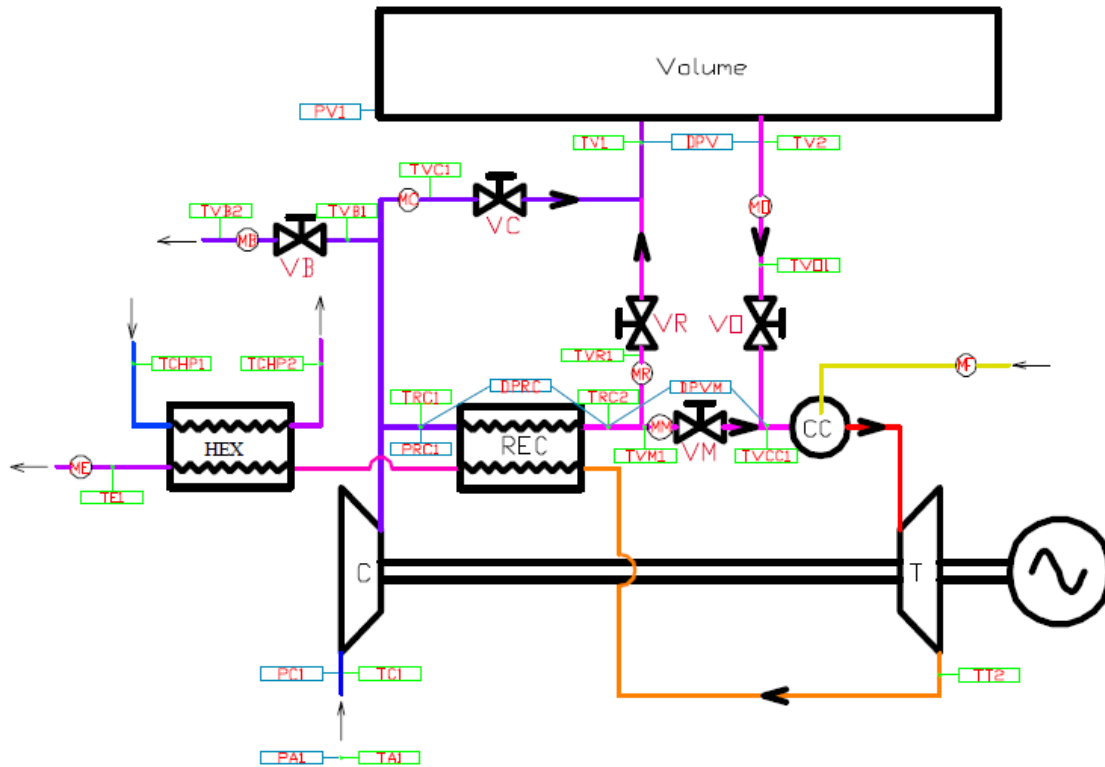 Volume
PV1
TV1
DPV
TV2
TVC1
MC
VC
MO
TVB2
TVB1
MB
VB
TVO1
VR
VO
TCHP1
TCHP2
TVR1
MR
MF
DPRC
DPVM
TRC1
TRC2
PRC1
HEX
REC
MM
CC
VM
TVM1
TVCC1
ME
TE1
C
T
PC1
TC1
TT2
PA1
TA1